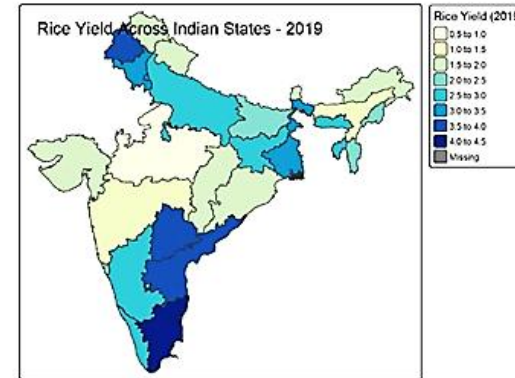 Rice Yield Across Indian States - 2019
Rice Yield (2019
0.5 to 1.0
1.0 to 1.5
1.5 to 2.0
2.0 to 2.5
2.5 to 3.0
3.0 to 3.5
3.5 to 4.0
4.0 to 4.5
Missing